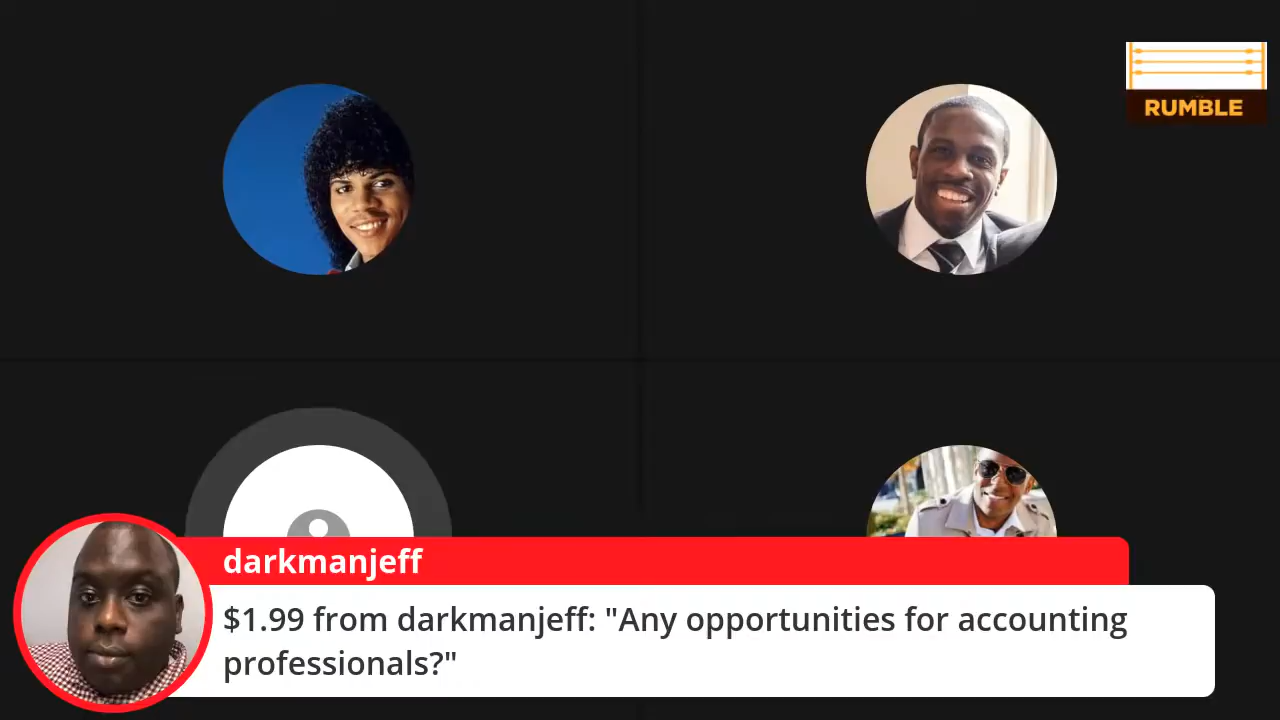 RUMBLE
darkmanjeff
$1.99 from darkmanjeff: "Any opportunities for accounting
professionals?"